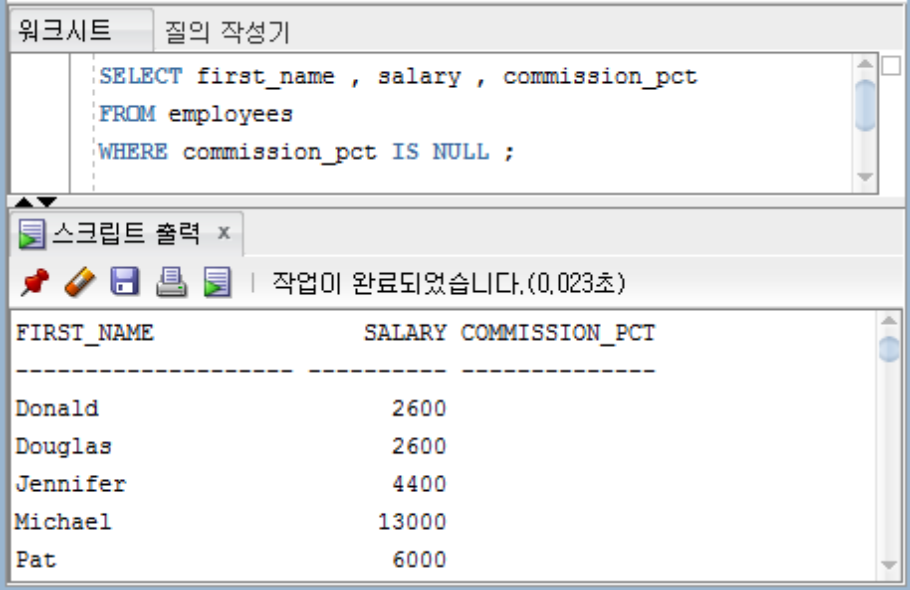 워크시트 질의 작성기
SELECT first_name , salary , commission_pct
FROM employees
WHERE commission_pct IS NULL ;
스크립트 출력 x
작업이 완료되었습니다.(0,023초)
FIRST_NAME SALARY COMMISSION_PCT
-------------------- ---------- --------------
Donald 2600
Douglas 2600
Jennifer 4400
Michael 13000
Pat 6000